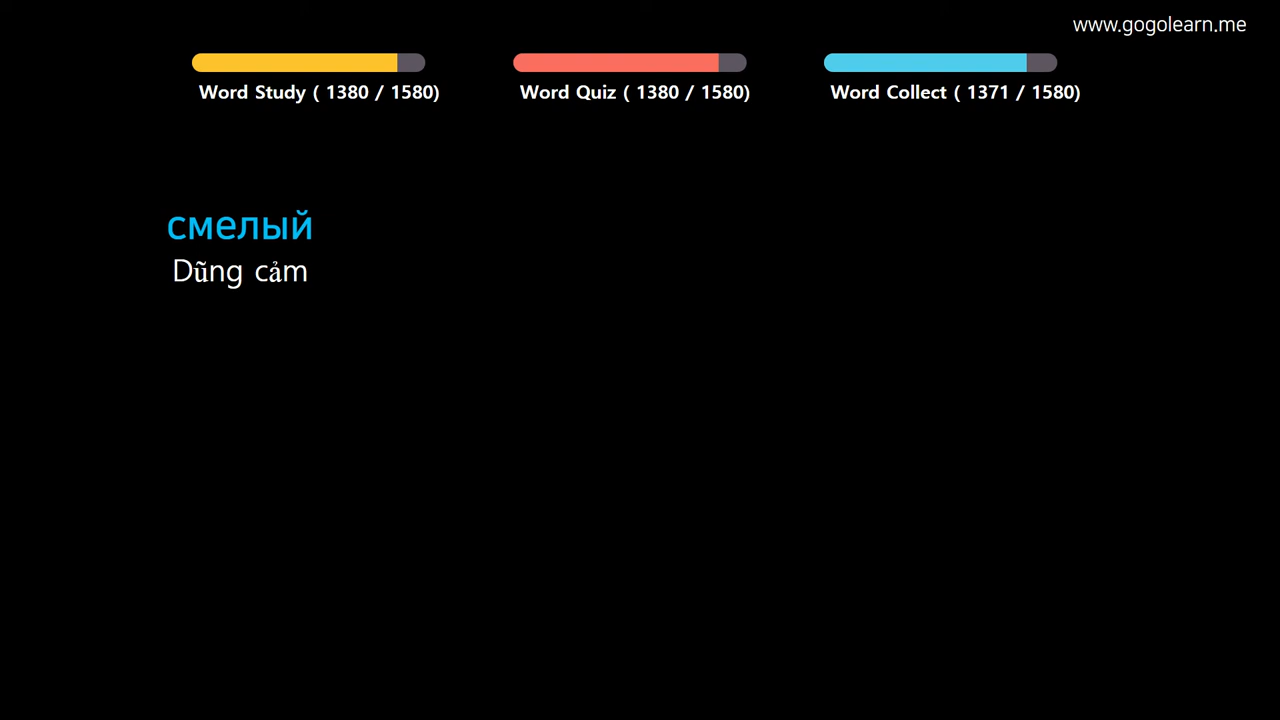 www.gogolearn.me
Word Study ( 1380 / 1580)
Word Quiz ( 1380 / 1580)
Word Collect ( 1371 / 1580)
смелый
Dũng cảm